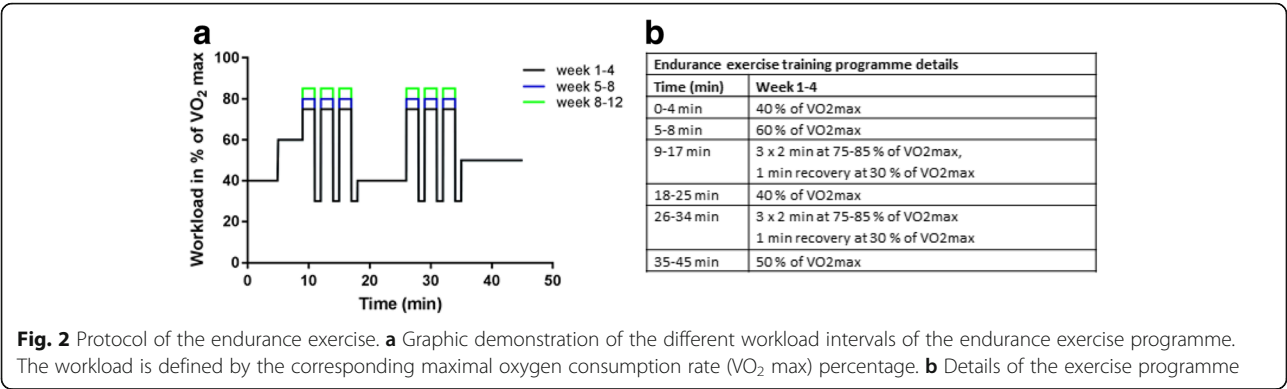 a
100
80
60
40
20
0
Workload in % of VO2 max
0 10 20 30 40 50
Time (min)
week 1-4
week 5-8
week 8-12
b
Endurance exercise training programme details
Time (min) Week 1-4
0-4 min 40 % of VO2max
5-8 min 60 % of VO2max
9-17 min 3 x 2 min at 75-85 % of VO2max,
1 min recovery at 30 % of VO2max
18-25 min 40 % of VO2max
26-34 min 3 x 2 min at 75-85 % of VO2max
1 min recovery at 30 % of VO2max
35-45 min 50 % of VO2max
Fig. 2 Protocol of the endurance exercise. a Graphic demonstration of the different workload intervals of the endurance exercise programme.
The workload is defined by the corresponding maximal oxygen consumption rate (VO2 max) percentage. b Details of the exercise programme